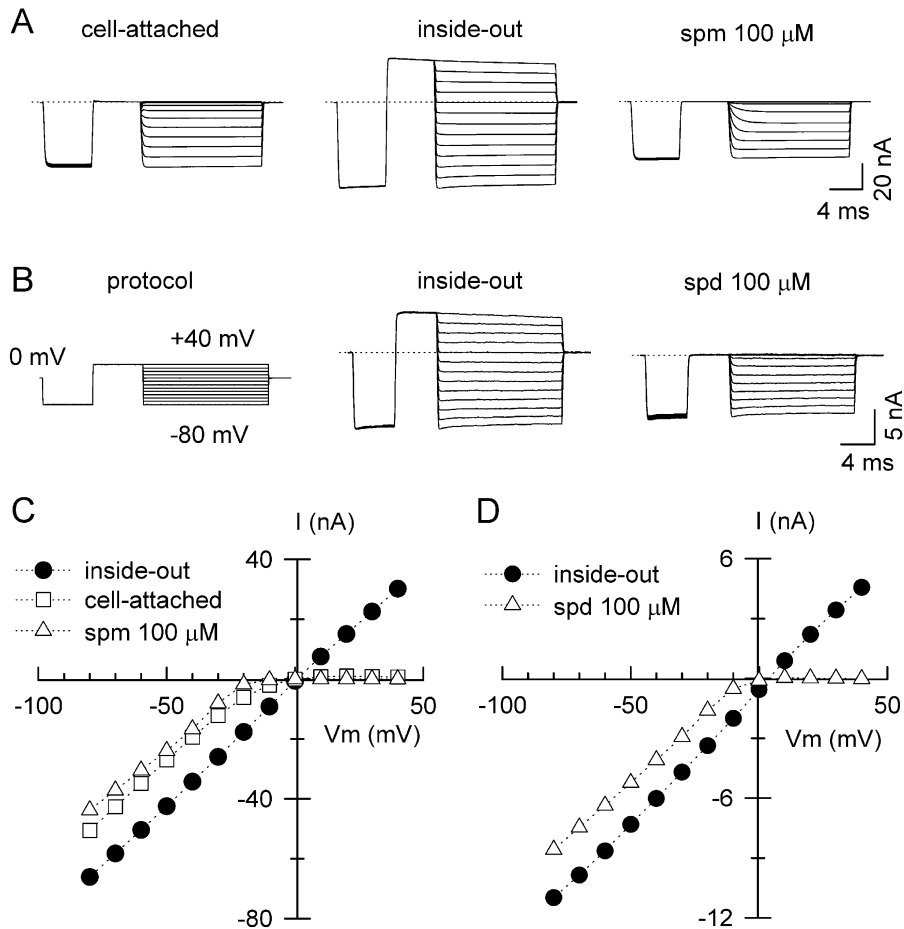 A
cell-attached
inside-out
spm 100 μM
20 nA
4 ms
B
protocol
inside-out
spd 100 μM
0 mV
+40 mV
-80 mV
5 nA
4 ms
C
I (nA)
40
inside-out
cell-attached
spm 100 μM
-100
-50
50
Vm (mV)
-40
-80
D
I (nA)
6
inside-out
spd 100 μM
-100
-50
50
Vm (mV)
-6
-12